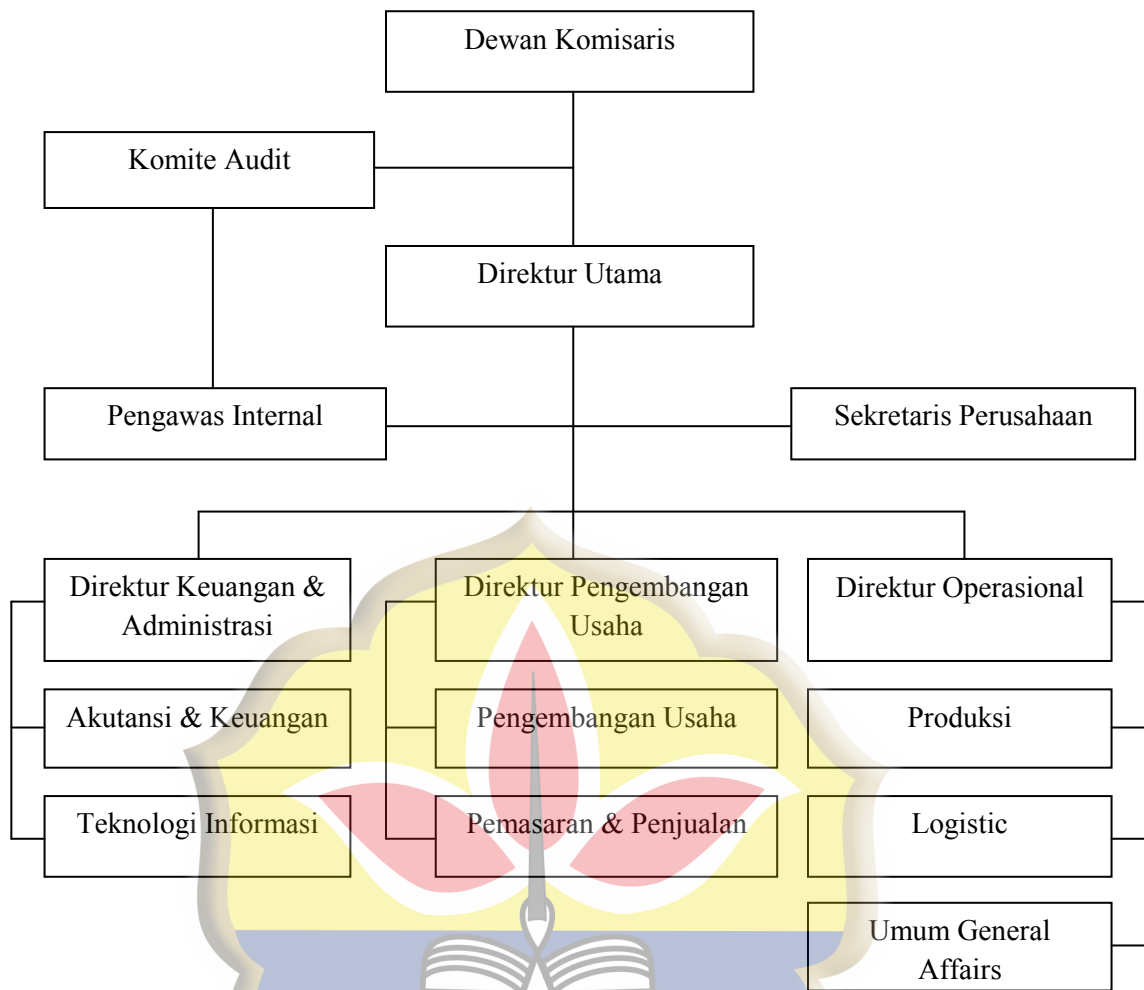 Dewan Komisaris
Komite Audit
Direktur Utama
Pengawas Internal
Sekretaris Perusahaan
Direktur Keuangan &
Administrasi
Direktur Pengembangan
Usaha
Direktur Operasional
Akutansi & Keuangan
Pengembangan Usaha
Produksi
Teknologi Informasi
Pemasaran & Penjualan
Logistic
Umum General
Affairs